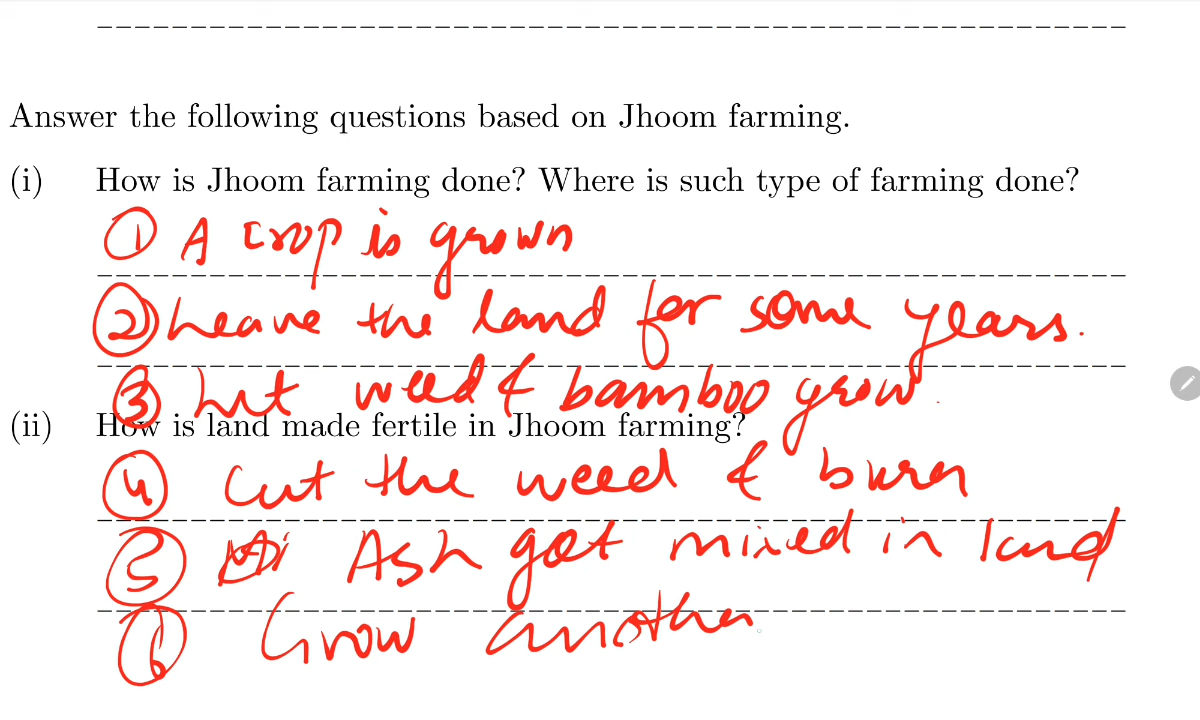 Answer the following questions based on Jhoom farming.
(i) How is Jhoom farming done? Where is such type of farming done?
① A crop is grown
② Leave the land for some years.
③ Let weed & bamboo grow.
(ii) How is land made fertile in Jhoom farming?
④ Cut the weed & burn
⑤ Ash get mixed in land
⑥ Grow another